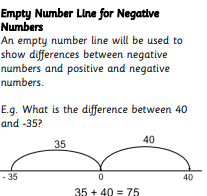 Empty Number Line for Negative
Numbers
An empty number line will be used to
show differences between negative
numbers and positive and negative
numbers.
E.g. What is the difference between 40
and -35?
35 40
- 35 0 40
35 + 40 = 75